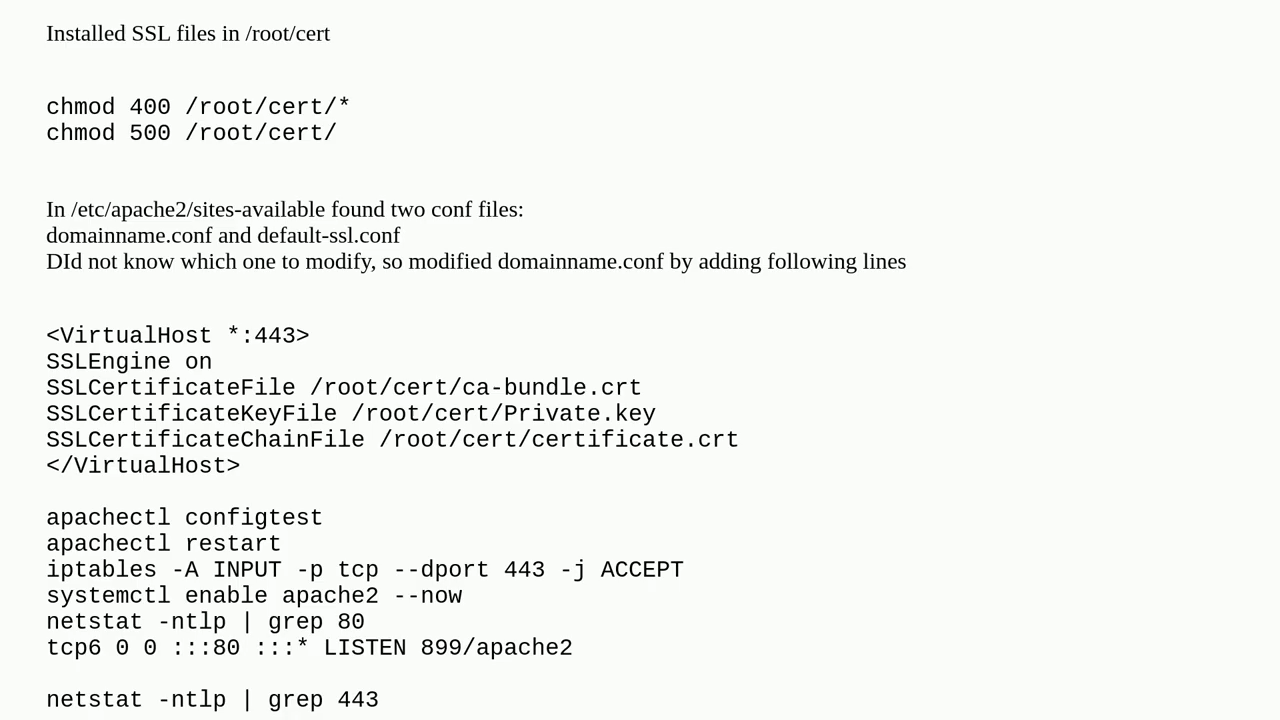 Installed SSL files in /root/cert
chmod 400 /root/cert/*
chmod 500 /root/cert/
In /etc/apache2/sites-available found two conf files:
domainname.conf and default-ssl.conf
DId not know which one to modify, so modified domainname.conf by adding following lines
<VirtualHost *:443>
SSLEngine on
SSLCertificateFile /root/cert/ca-bundle.crt
SSLCertificateKeyFile /root/cert/Private.key
SSLCertificateChainFile /root/cert/certificate.crt
</VirtualHost>
apachectl configtest
apachectl restart
iptables -A INPUT -p tcp --dport 443 -j ACCEPT
systemctl enable apache2 --now
netstat -ntlp | grep 80
tcp6 0 0 :::80 :::* LISTEN 899/apache2
netstat -ntlp | grep 443